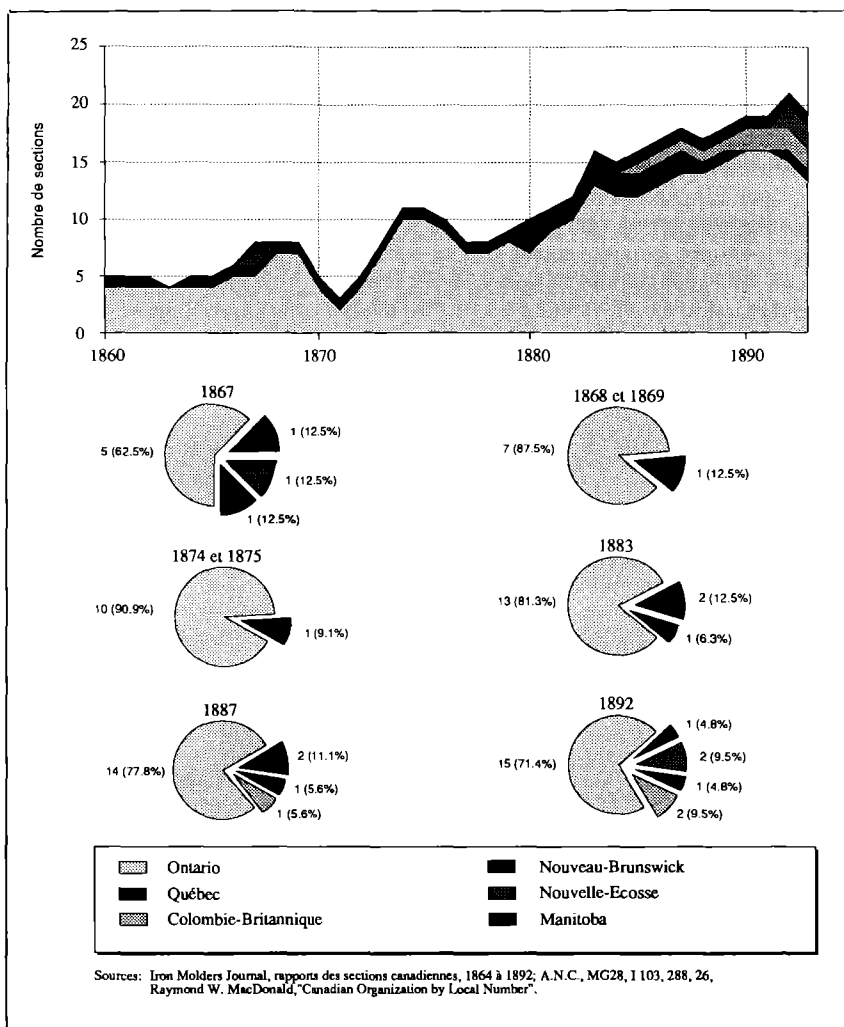 25
20
15
10
5
0
Nombre de sections
1860 1870 1880 1890
1867
5 (62.5%)
1 (12.5%)
1 (12.5%)
1 (12.5%)
1868 et 1869
7 (87.5%)
1 (12.5%)
1874 et 1875
10 (90.9%)
1 (9.1%)
1883
13 (81.3%)
2 (12.5%)
1 (6.3%)
1887
14 (77.8%)
2 (11.1%)
1 (5.6%)
1 (5.6%)
1892
15 (71.4%)
1 (4.8%)
2 (9.5%)
1 (4.8%)
2 (9.5%)
Ontario
Québec
Colombie-Britannique
Nouveau-Brunswick
Nouvelle-Ecosse
Manitoba
Sources: Iron Molders Journal, rapports des sections canadiennes, 1864 à 1892; A.N.C., MG28, I 103, 288, 26,
Raymond W. MacDonald,"Canadian Organization by Local Number".